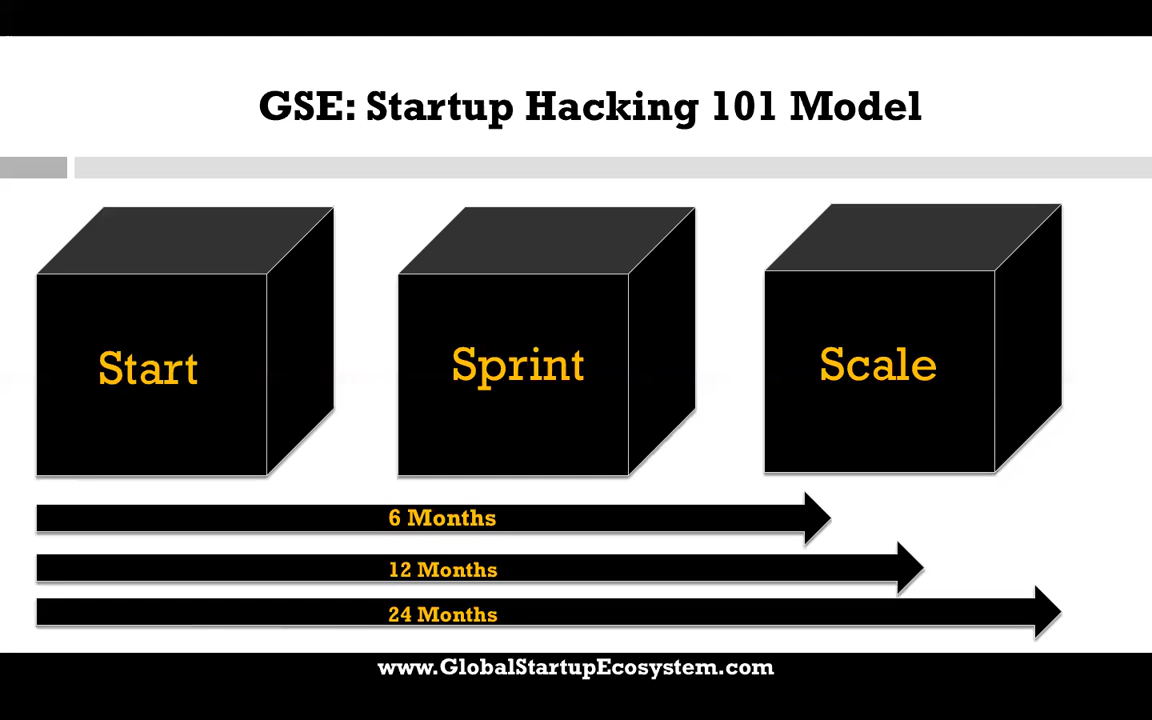 GSE: Startup Hacking 101 Model
Start
Sprint
Scale
6 Months
12 Months
24 Months
www.GlobalStartupEcosystem.com